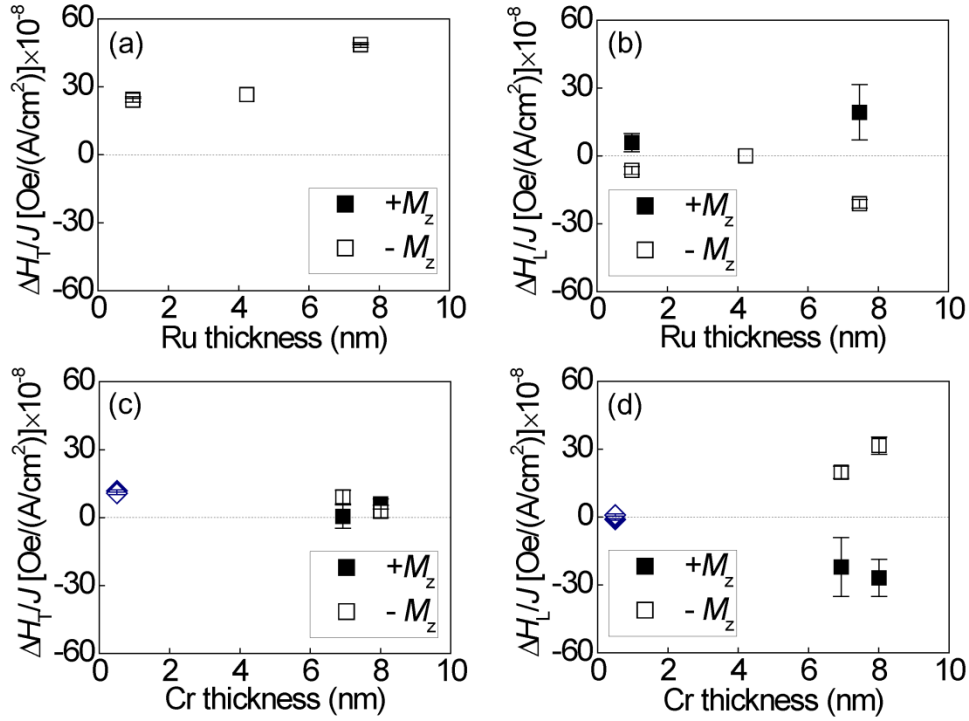 (a)
ΔH_T/J [Oe/(A/cm²)]×10⁻⁸
60
30
0
-30
-60
+M_z
- M_z
0 2 4 6 8 10
Ru thickness (nm)
(b)
ΔH_L/J [Oe/(A/cm²)]×10⁻⁸
60
30
0
-30
-60
+M_z
- M_z
0 2 4 6 8 10
Ru thickness (nm)
(c)
ΔH_T/J [Oe/(A/cm²)]×10⁻⁸
60
30
0
-30
-60
+M_z
- M_z
0 2 4 6 8 10
Cr thickness (nm)
(d)
ΔH_L/J [Oe/(A/cm²)]×10⁻⁸
60
30
0
-30
-60
+M_z
- M_z
0 2 4 6 8 10
Cr thickness (nm)